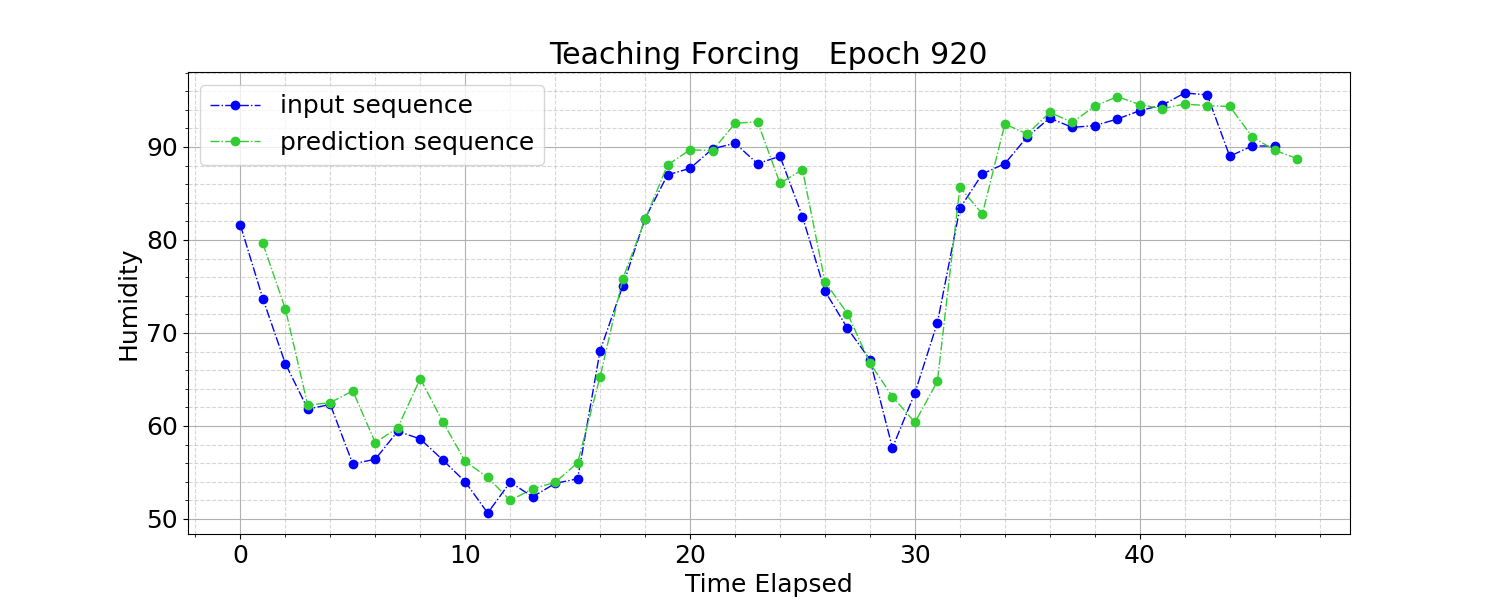 Teaching Forcing   Epoch 920
input sequence
prediction sequence
Humidity
90
80
70
60
50
0 10 20 30 40
Time Elapsed